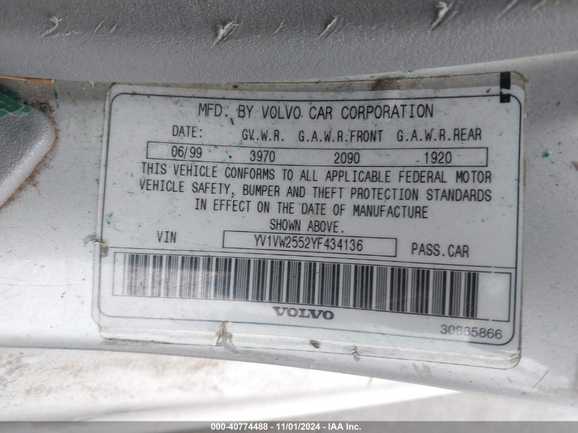 MFD. BY VOLVO CAR CORPORATION
DATE: G.V.W.R. G.A.W.R.FRONT G.A.W.R.REAR
06/99 3970 2090 1920
THIS VEHICLE CONFORMS TO ALL APPLICABLE FEDERAL MOTOR
VEHICLE SAFETY, BUMPER AND THEFT PROTECTION STANDARDS
IN EFFECT ON THE DATE OF MANUFACTURE
SHOWN ABOVE.
VIN YV1VW2552YF434136 PASS.CAR
VOLVO
30865866
000-40774488 - 11/01/2024 - IAA Inc.